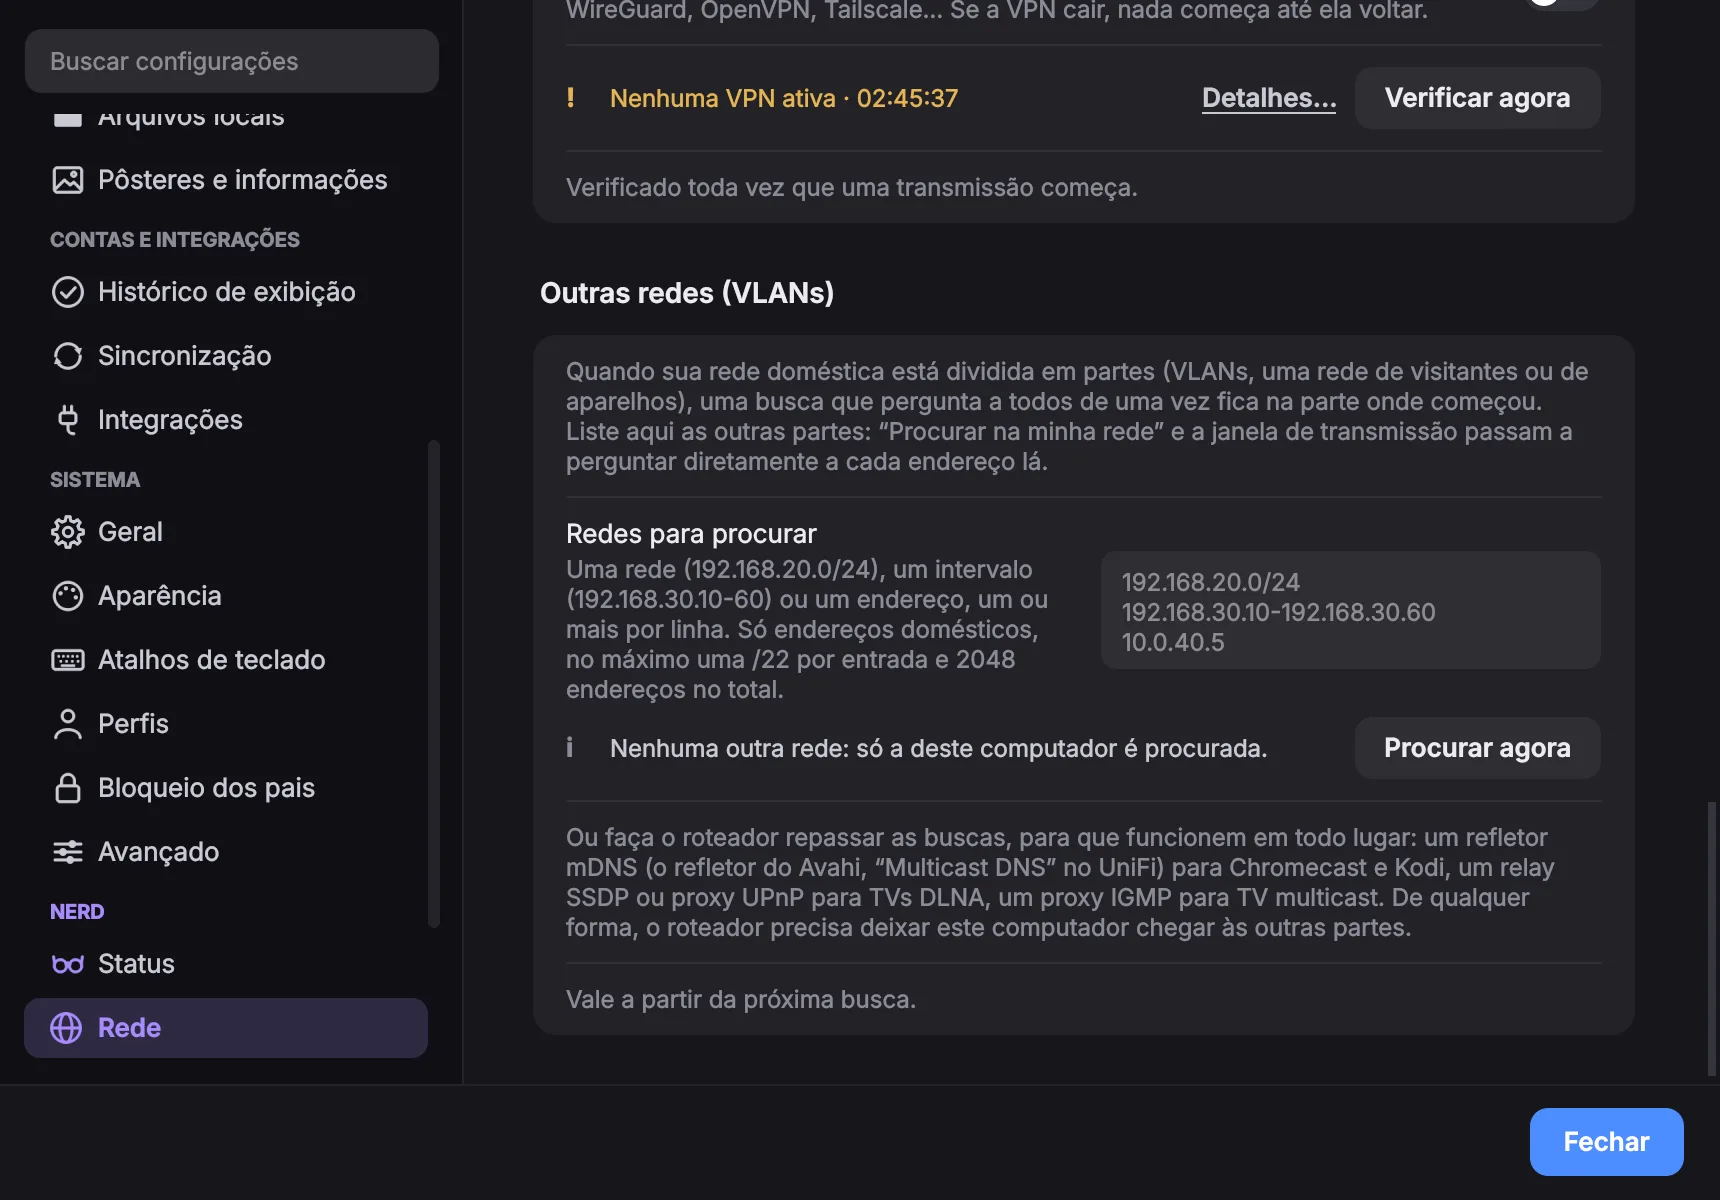 Buscar configurações
Arquivos locais
Pôsteres e informações
CONTAS E INTEGRAÇÕES
Histórico de exibição
Sincronização
Integrações
SISTEMA
Geral
Aparência
Atalhos de teclado
Perfis
Bloqueio dos pais
Avançado
NERD
Status
Rede
WireGuard, OpenVPN, Tailscale... Se a VPN cair, nada começa até ela voltar.
! Nenhuma VPN ativa · 02:45:37 Detalhes... Verificar agora
Verificado toda vez que uma transmissão começa.
Outras redes (VLANs)
Quando sua rede doméstica está dividida em partes (VLANs, uma rede de visitantes ou de
aparelhos), uma busca que pergunta a todos de uma vez fica na parte onde começou.
Liste aqui as outras partes: “Procurar na minha rede” e a janela de transmissão passam a
perguntar diretamente a cada endereço lá.
Redes para procurar
Uma rede (192.168.20.0/24), um intervalo
(192.168.30.10-60) ou um endereço, um ou
mais por linha. Só endereços domésticos,
no máximo uma /22 por entrada e 2048
endereços no total.
192.168.20.0/24
192.168.30.10-192.168.30.60
10.0.40.5
i Nenhuma outra rede: só a deste computador é procurada. Procurar agora
Ou faça o roteador repassar as buscas, para que funcionem em todo lugar: um refletor
mDNS (o refletor do Avahi, “Multicast DNS” no UniFi) para Chromecast e Kodi, um relay
SSDP ou proxy UPnP para TVs DLNA, um proxy IGMP para TV multicast. De qualquer
forma, o roteador precisa deixar este computador chegar às outras partes.
Vale a partir da próxima busca.
Fechar